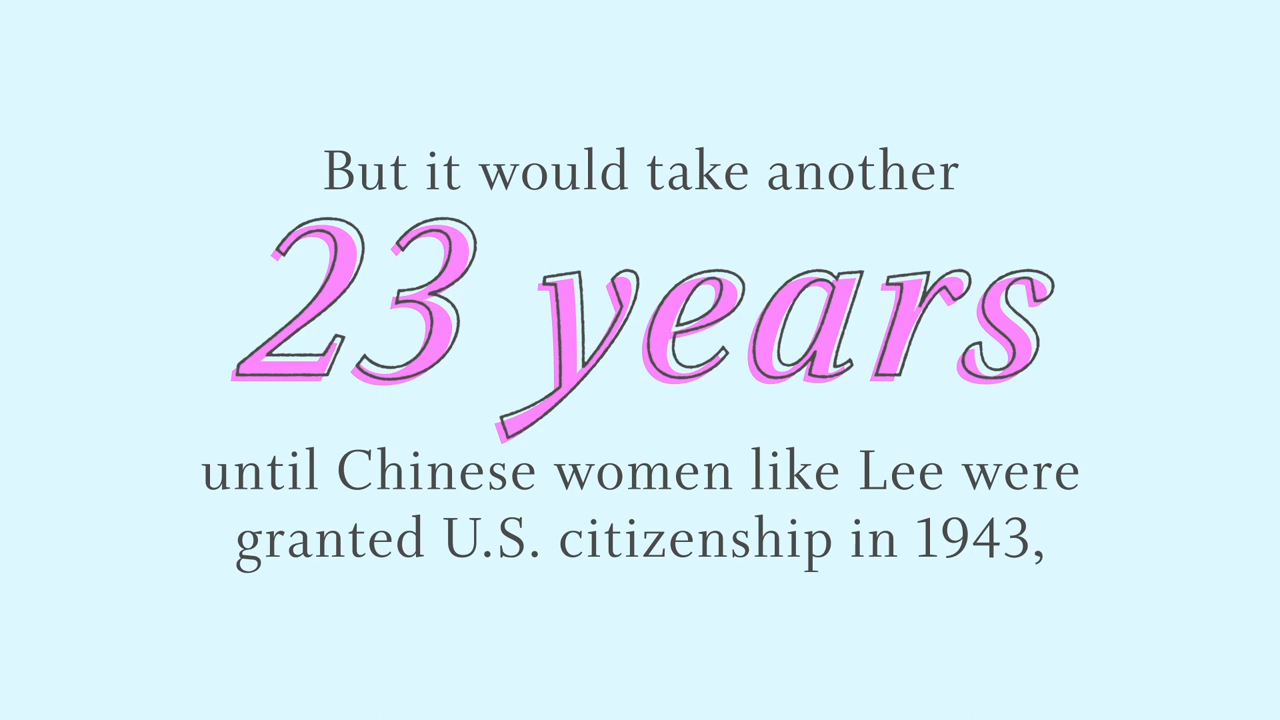 But it would take another
23 years
until Chinese women like Lee were
granted U.S. citizenship in 1943,